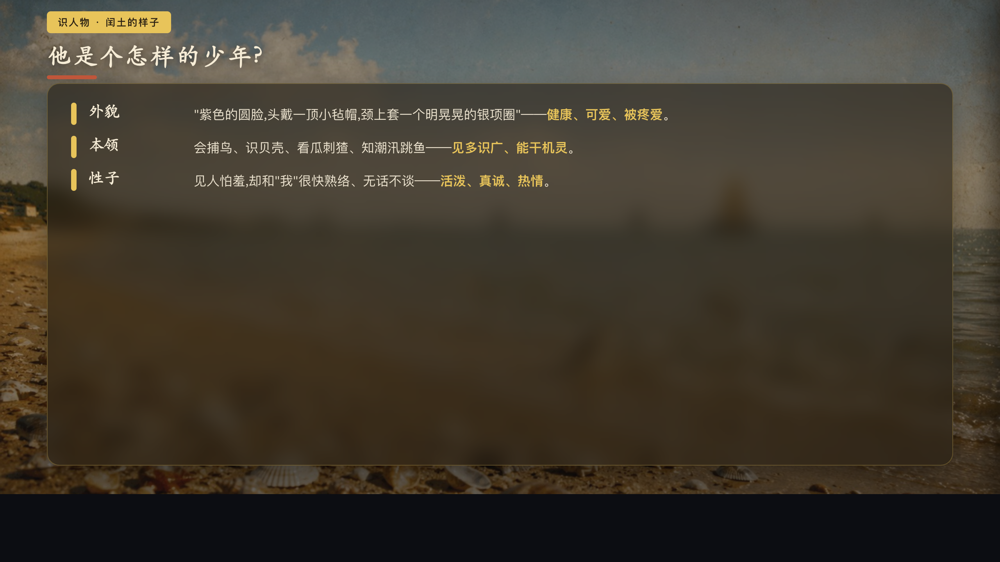 识人物 · 闰土的样子
他是个怎样的少年?
外貌 "紫色的圆脸,头戴一顶小毡帽,颈上套一个明晃晃的银项圈"——健康、可爱、被疼爱。
本领 会捕鸟、识贝壳、看瓜刺猹、知潮汛跳鱼——见多识广、能干机灵。
性子 见人怕羞,却和"我"很快熟络、无话不谈——活泼、真诚、热情。